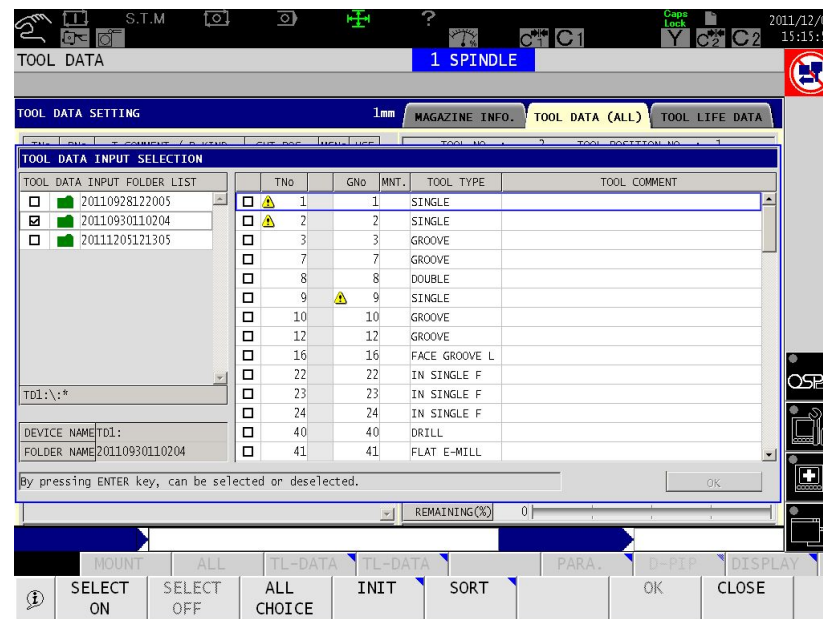 S.T.M
?
Caps
Lock
2011/12/0
C*1 C1 Y C*2 C2 15:15:
TOOL DATA 1 SPINDLE
TOOL DATA SETTING 1mm MAGAZINE INFO. TOOL DATA (ALL) TOOL LIFE DATA
TOOL DATA INPUT SELECTION
TOOL DATA INPUT FOLDER LIST TNo GNo MNT. TOOL TYPE TOOL COMMENT
20110928122005 1 1 SINGLE
20110930110204 2 2 SINGLE
20111205121305 3 3 GROOVE
7 7 GROOVE
8 8 DOUBLE
9 9 SINGLE
10 10 GROOVE
12 12 GROOVE
16 16 FACE GROOVE L
22 22 IN SINGLE F
TD1:\:* 23 23 IN SINGLE F
24 24 IN SINGLE F
DEVICE NAME TD1: 40 40 DRILL
FOLDER NAME 20110930110204 41 41 FLAT E-MILL
By pressing ENTER key, can be selected or deselected. OK
REMAINING(%) 0
OSP
MOUNT ALL TL-DATA TL-DATA PARA. D-PIP DISPLAY
SELECT ON SELECT OFF ALL CHOICE INIT SORT OK CLOSE